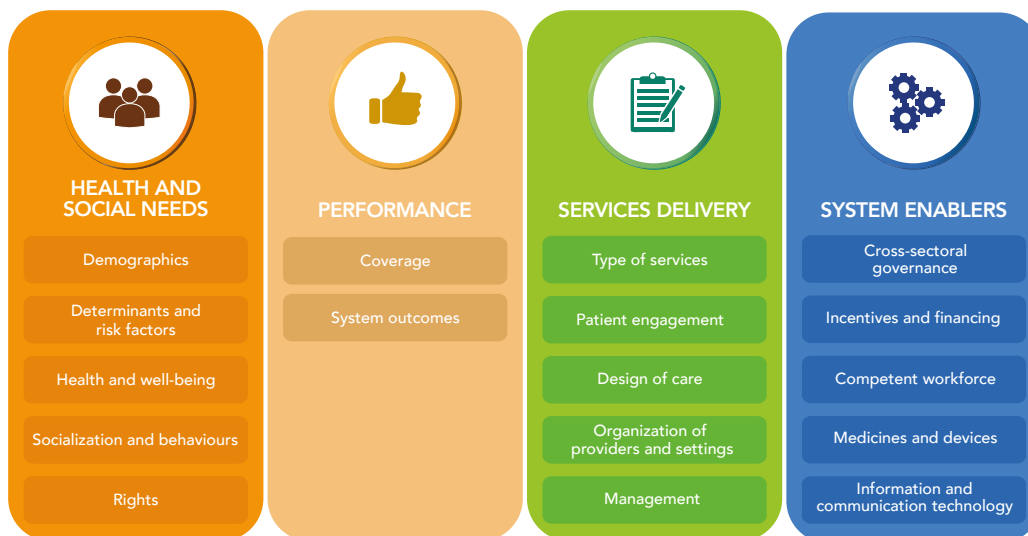 HEALTH AND
SOCIAL NEEDS
Demographics
Determinants and
risk factors
Health and well-being
Socialization and behaviours
Rights
PERFORMANCE
Coverage
System outcomes
SERVICES DELIVERY
Type of services
Patient engagement
Design of care
Organization of
providers and settings
Management
SYSTEM ENABLERS
Cross-sectoral
governance
Incentives and financing
Competent workforce
Medicines and devices
Information and
communication technology